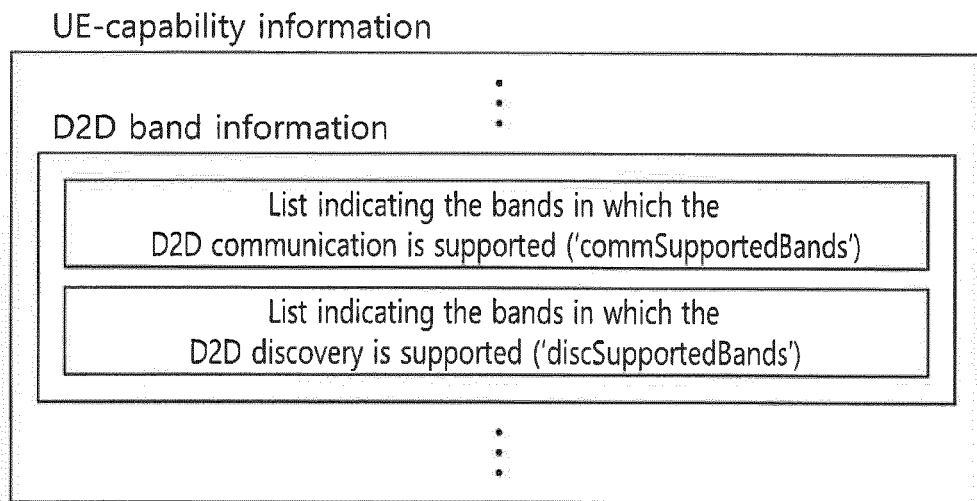 UE-capability information
D2D band information
List indicating the bands in which the
D2D communication is supported ('commSupportedBands')
List indicating the bands in which the
D2D discovery is supported ('discSupportedBands')